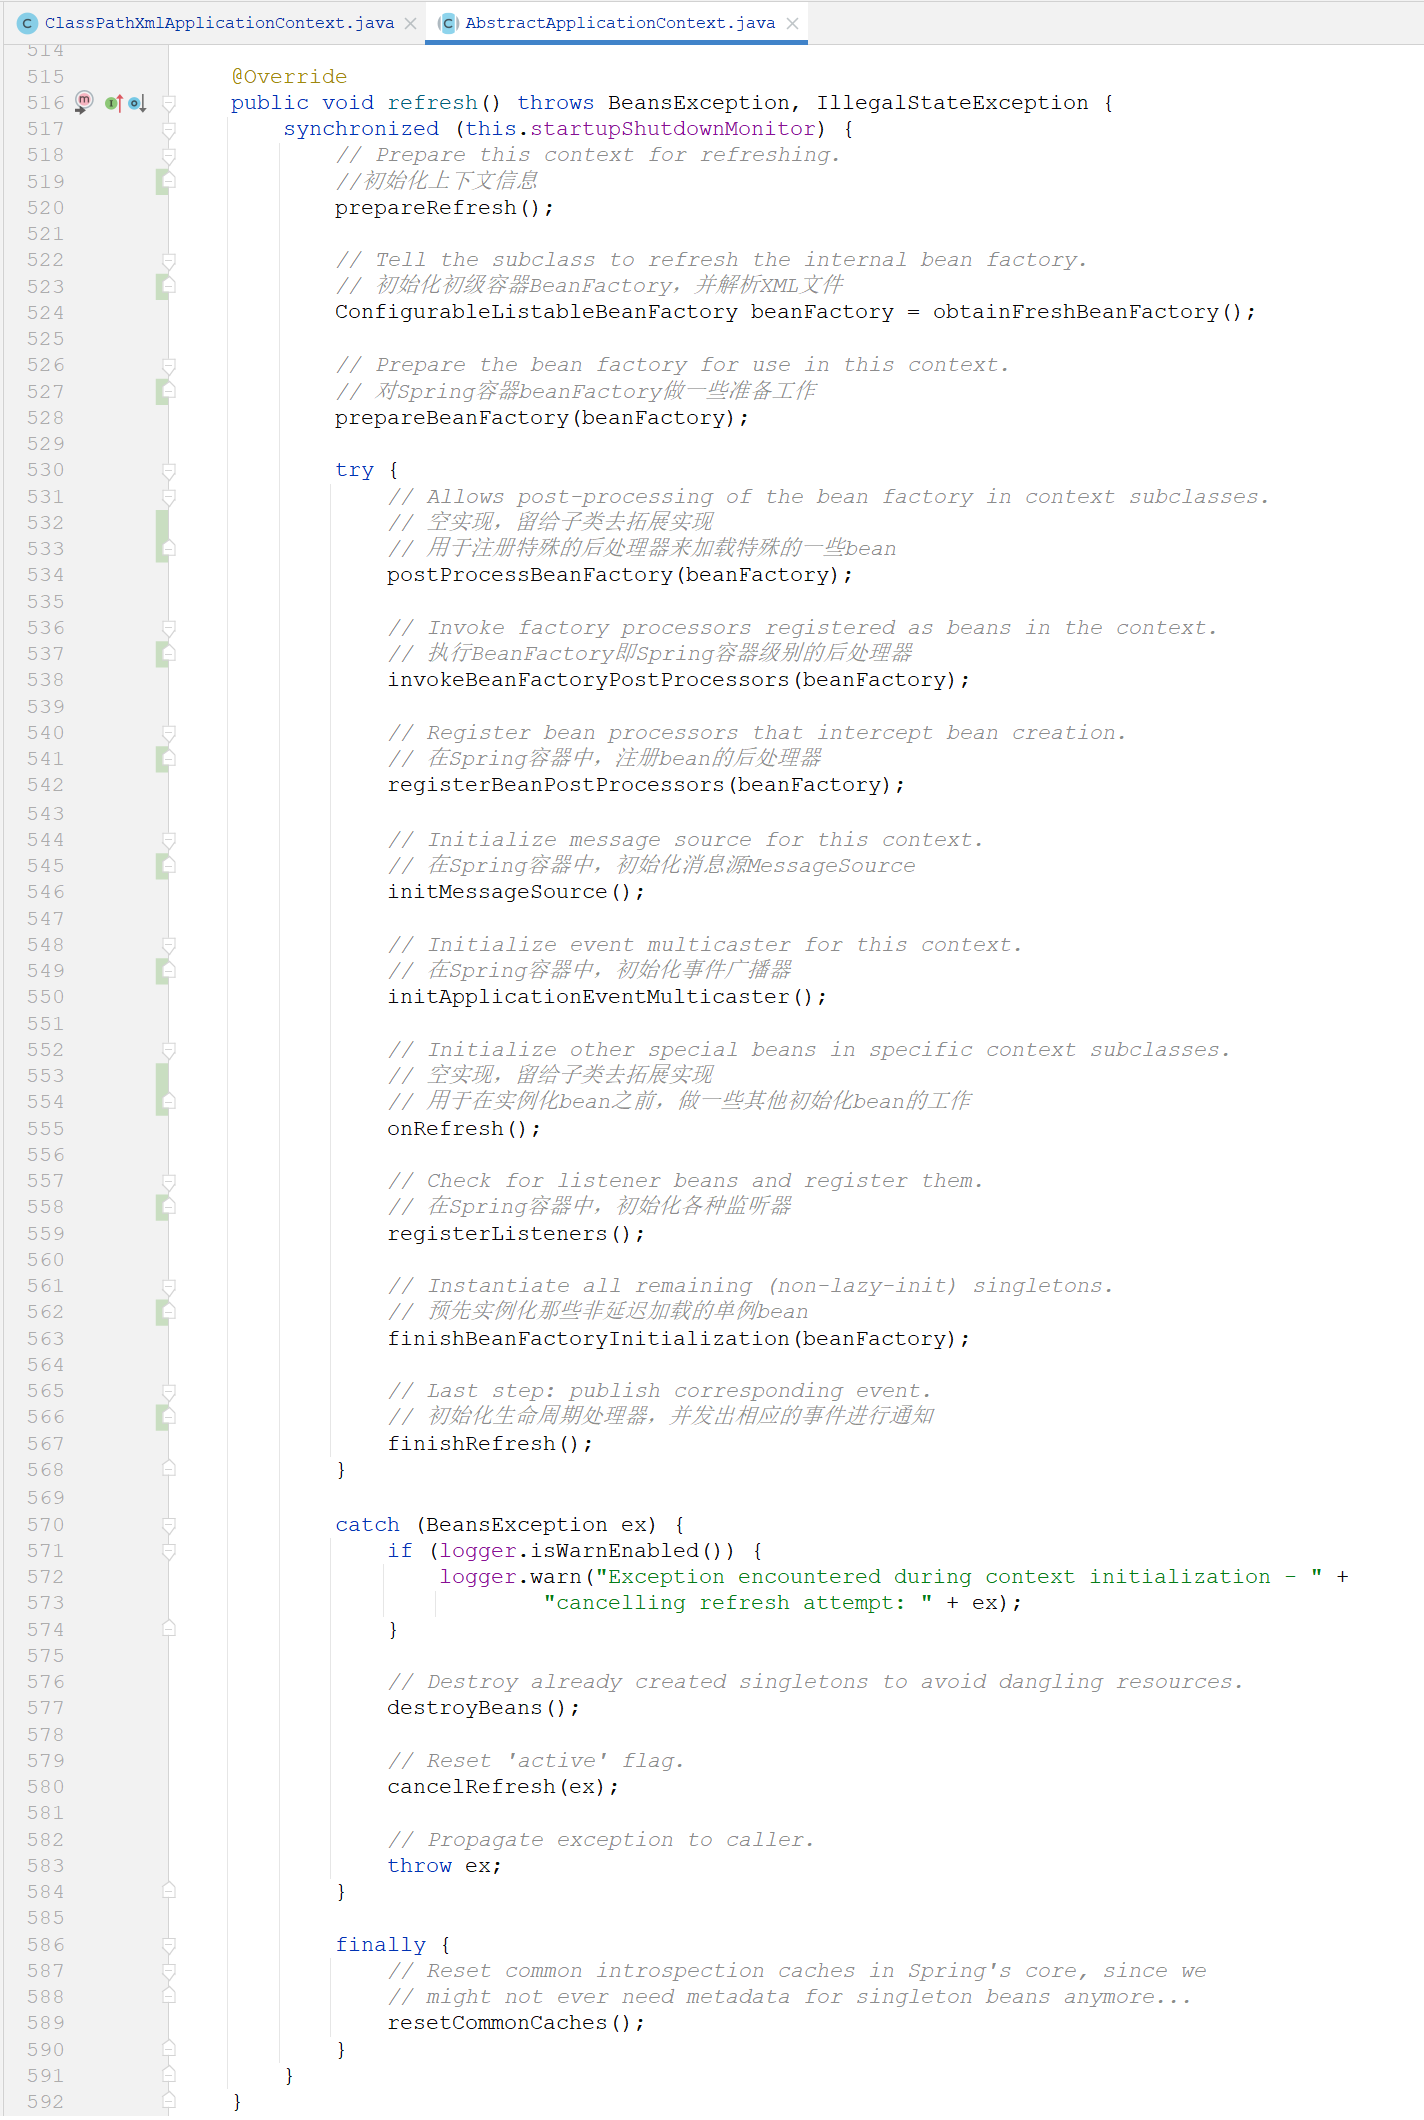 ClassPathXmlApplicationContext.java
AbstractApplicationContext.java
514
515 @Override
516 public void refresh() throws BeansException, IllegalStateException {
517 synchronized (this.startupShutdownMonitor) {
518 // Prepare this context for refreshing.
519 //初始化上下文信息
520 prepareRefresh();
521
522 // Tell the subclass to refresh the internal bean factory.
523 // 初始化初级容器BeanFactory，并解析XML文件
524 ConfigurableListableBeanFactory beanFactory = obtainFreshBeanFactory();
525
526 // Prepare the bean factory for use in this context.
527 // 对Spring容器beanFactory做一些准备工作
528 prepareBeanFactory(beanFactory);
529
530 try {
531 // Allows post-processing of the bean factory in context subclasses.
532 // 空实现，留给子类去拓展实现
533 // 用于注册特殊的后处理器来加载特殊的一些bean
534 postProcessBeanFactory(beanFactory);
535
536 // Invoke factory processors registered as beans in the context.
537 // 执行BeanFactory即Spring容器级别的后处理器
538 invokeBeanFactoryPostProcessors(beanFactory);
539
540 // Register bean processors that intercept bean creation.
541 // 在Spring容器中，注册bean的后处理器
542 registerBeanPostProcessors(beanFactory);
543
544 // Initialize message source for this context.
545 // 在Spring容器中，初始化消息源MessageSource
546 initMessageSource();
547
548 // Initialize event multicaster for this context.
549 // 在Spring容器中，初始化事件广播器
550 initApplicationEventMulticaster();
551
552 // Initialize other special beans in specific context subclasses.
553 // 空实现，留给子类去拓展实现
554 // 用于在实例化bean之前，做一些其他初始化bean的工作
555 onRefresh();
556
557 // Check for listener beans and register them.
558 // 在Spring容器中，初始化各种监听器
559 registerListeners();
560
561 // Instantiate all remaining (non-lazy-init) singletons.
562 // 预先实例化那些非延迟加载的单例bean
563 finishBeanFactoryInitialization(beanFactory);
564
565 // Last step: publish corresponding event.
566 // 初始化生命周期处理器，并发出相应的事件进行通知
567 finishRefresh();
568 }
569
570 catch (BeansException ex) {
571 if (logger.isWarnEnabled()) {
572 logger.warn("Exception encountered during context initialization - " +
573 "cancelling refresh attempt: " + ex);
574 }
575
576 // Destroy already created singletons to avoid dangling resources.
577 destroyBeans();
578
579 // Reset 'active' flag.
580 cancelRefresh(ex);
581
582 // Propagate exception to caller.
583 throw ex;
584 }
585
586 finally {
587 // Reset common introspection caches in Spring's core, since we
588 // might not ever need metadata for singleton beans anymore...
589 resetCommonCaches();
590 }
591 }
592 }